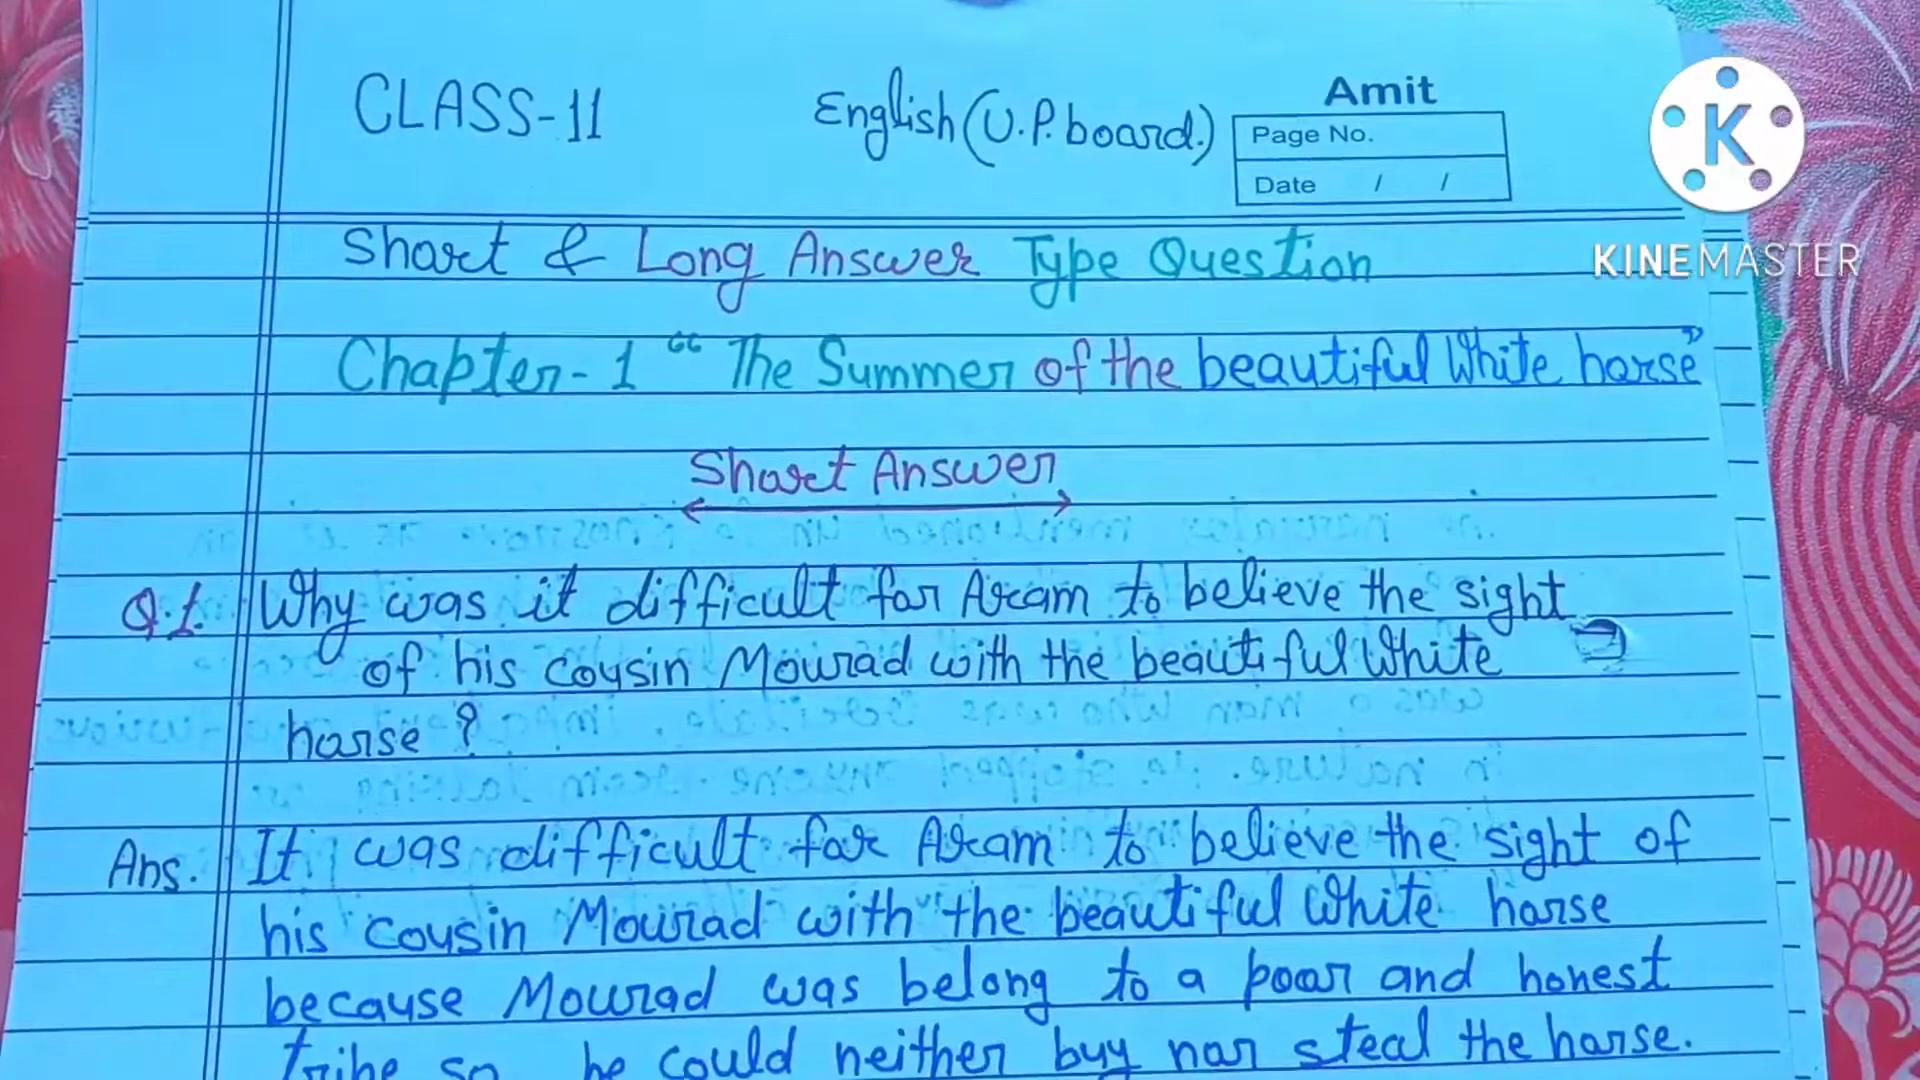 CLASS-11 English (U.P. board.)
Amit
Page No.
Date / /
K
KINEMASTER
Short & Long Answer Type Question
Chapter-1 "The Summer of the beautiful White horse"
Short Answer
Q.1. Why was it difficult for Aram to believe the sight
of his cousin Mourad with the beautiful White
horse?
Ans. It was difficult for Aram to believe the sight of
his cousin Mourad with the beautiful White horse
because Mourad was belong to a poor and honest
tribe so he could neither buy nor steal the horse.